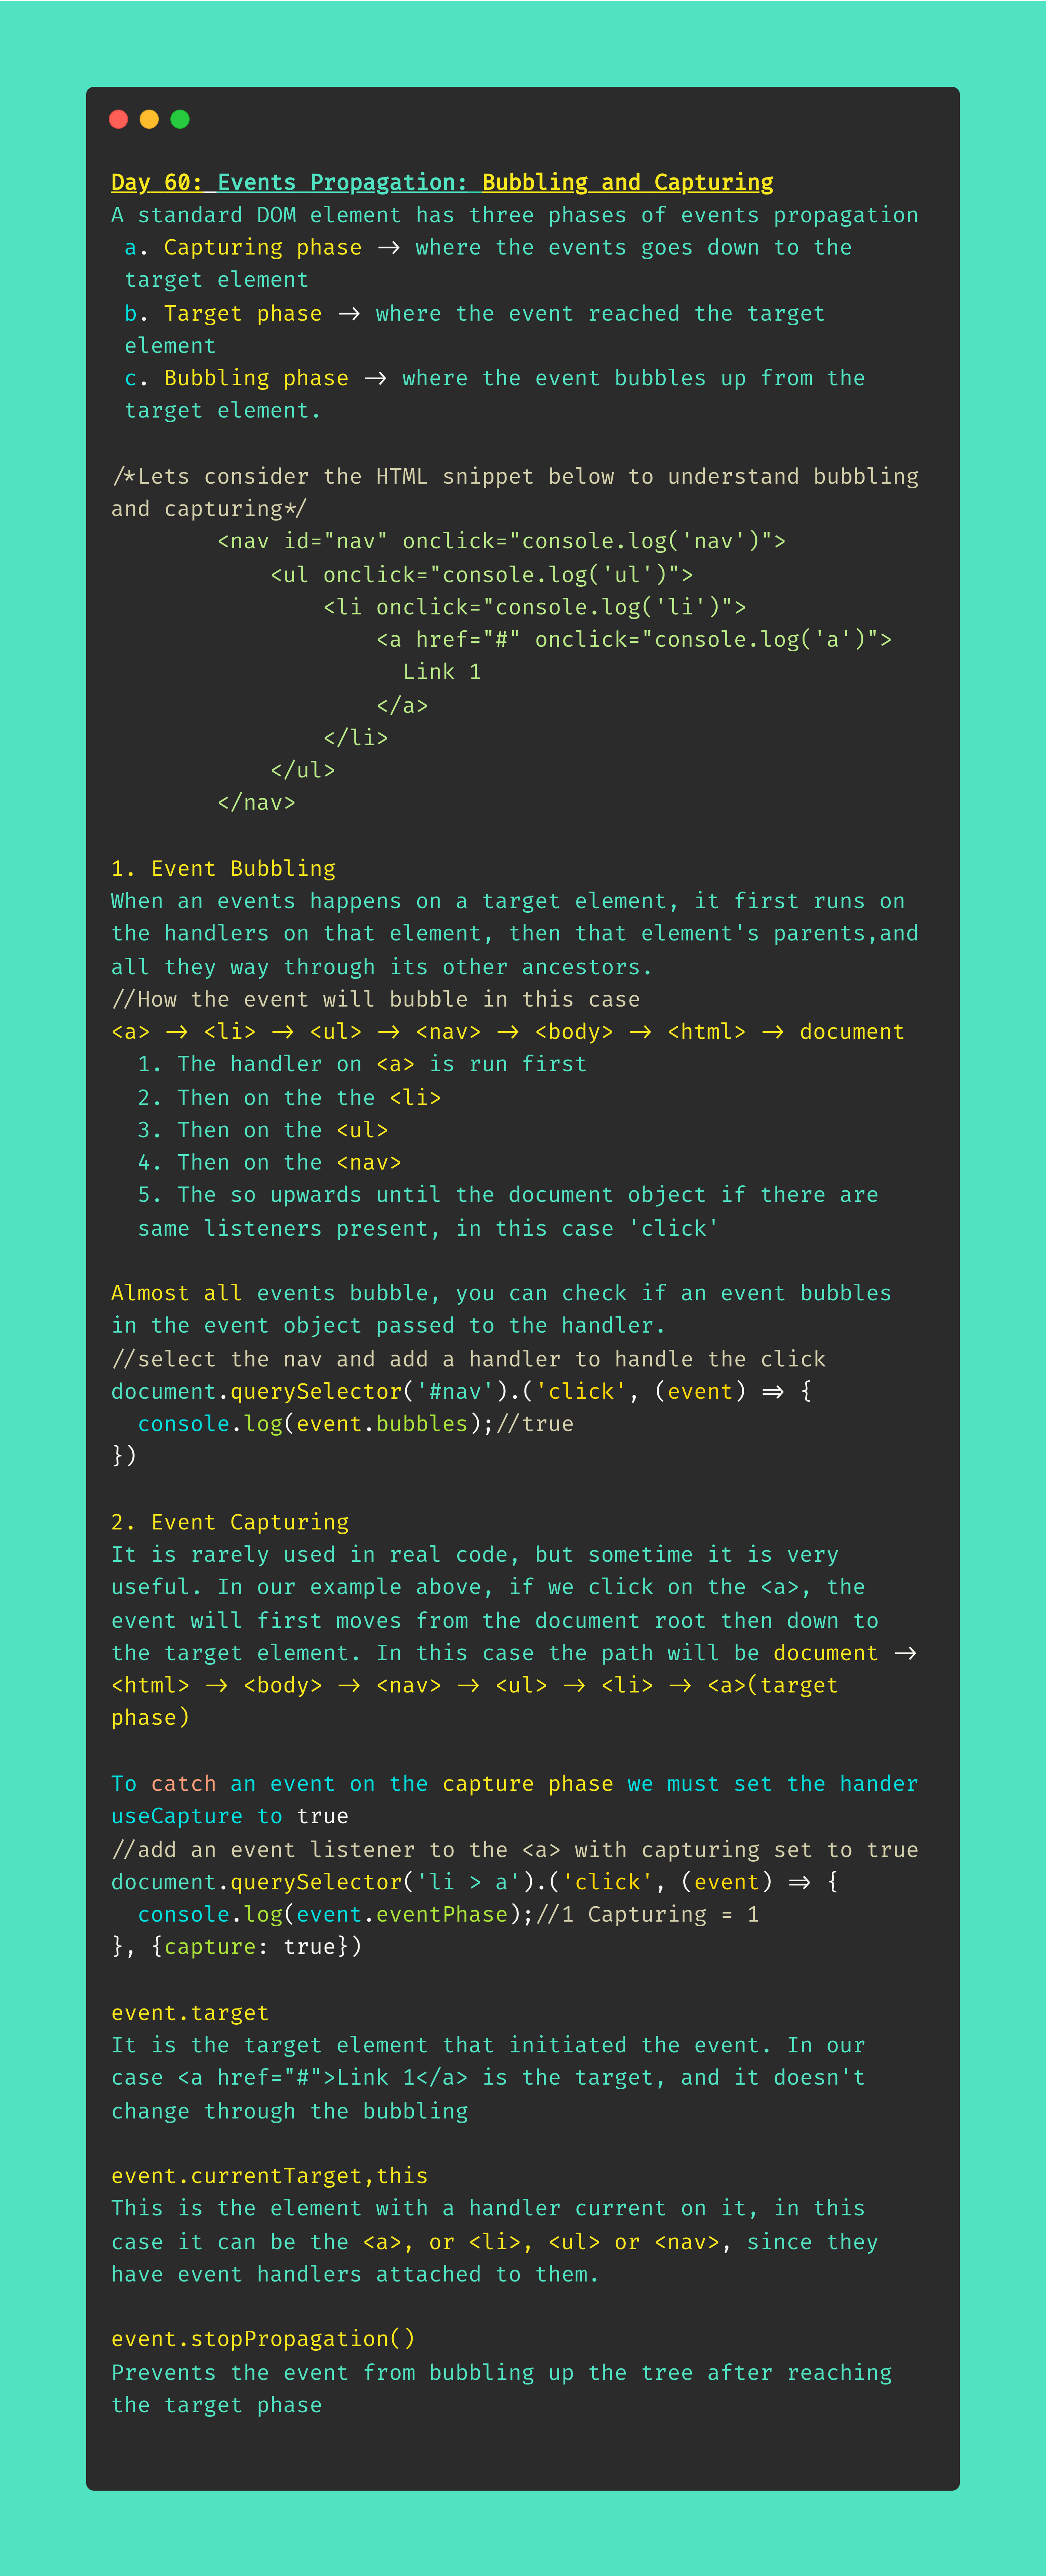 Day 60: Events Propagation: Bubbling and Capturing
A standard DOM element has three phases of events propagation
a. Capturing phase -> where the events goes down to the
target element
b. Target phase -> where the event reached the target
element
c. Bubbling phase -> where the event bubbles up from the
target element.
/*Lets consider the HTML snippet below to understand bubbling
and capturing*/
<nav id="nav" onclick="console.log('nav')">
<ul onclick="console.log('ul')">
<li onclick="console.log('li')">
<a href="#" onclick="console.log('a')">
Link 1
</a>
</li>
</ul>
</nav>
1. Event Bubbling
When an events happens on a target element, it first runs on
the handlers on that element, then that element's parents,and
all they way through its other ancestors.
//How the event will bubble in this case
<a> -> <li> -> <ul> -> <nav> -> <body> -> <html> -> document
1. The handler on <a> is run first
2. Then on the the <li>
3. Then on the <ul>
4. Then on the <nav>
5. The so upwards until the document object if there are
same listeners present, in this case 'click'
Almost all events bubble, you can check if an event bubbles
in the event object passed to the handler.
//select the nav and add a handler to handle the click
document.querySelector('#nav').('click', (event) => {
console.log(event.bubbles);//true
})
2. Event Capturing
It is rarely used in real code, but sometime it is very
useful. In our example above, if we click on the <a>, the
event will first moves from the document root then down to
the target element. In this case the path will be document ->
<html> -> <body> -> <nav> -> <ul> -> <li> -> <a>(target
phase)
To catch an event on the capture phase we must set the hander
useCapture to true
//add an event listener to the <a> with capturing set to true
document.querySelector('li > a').('click', (event) => {
console.log(event.eventPhase);//1 Capturing = 1
}, {capture: true})
event.target
It is the target element that initiated the event. In our
case <a href="#">Link 1</a> is the target, and it doesn't
change through the bubbling
event.currentTarget,this
This is the element with a handler current on it, in this
case it can be the <a>, or <li>, <ul> or <nav>, since they
have event handlers attached to them.
event.stopPropagation()
Prevents the event from bubbling up the tree after reaching
the target phase